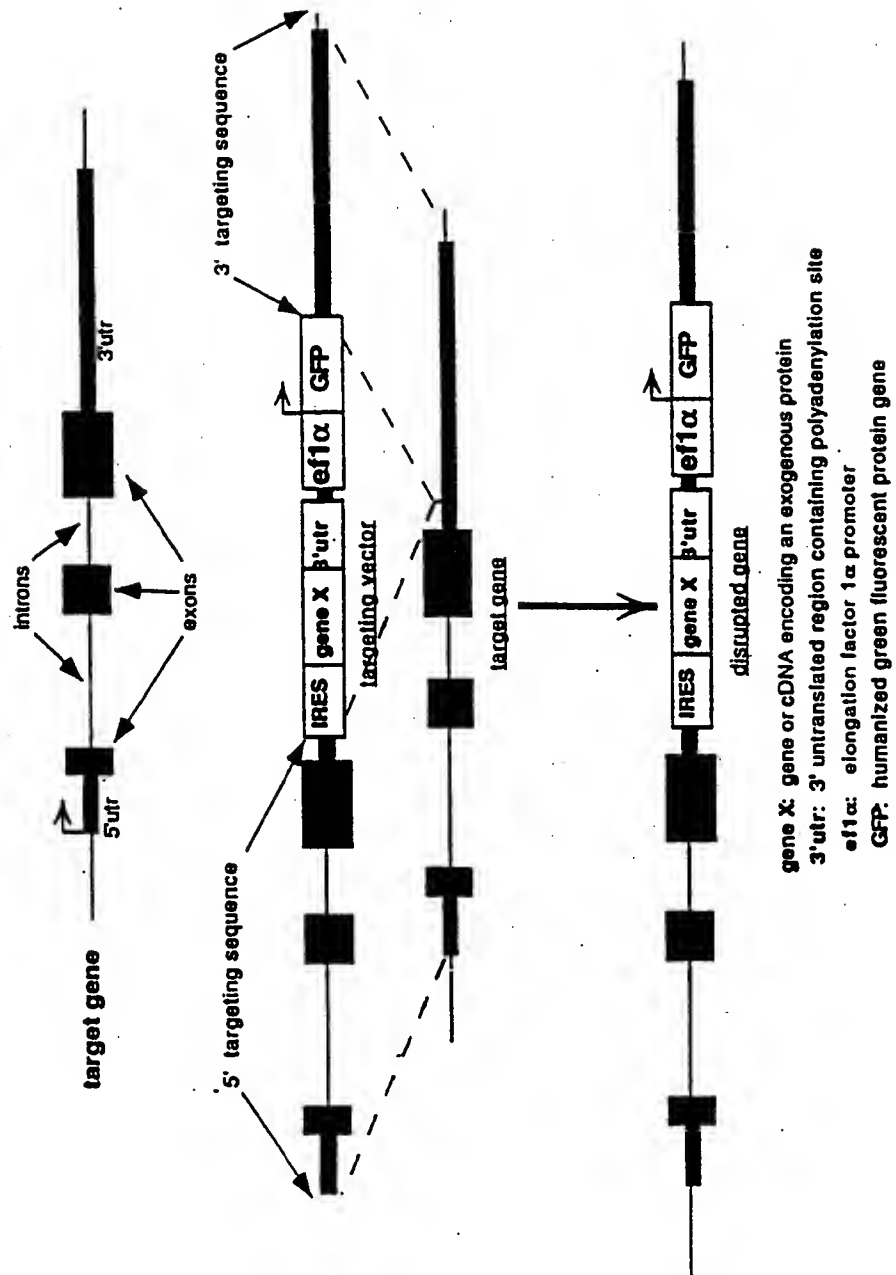 target gene
5'utr
introns
exons
3'utr
5' targeting sequence
3' targeting sequence
IRES gene X 3'utr ef1α GFP
targeting vector
target gene
IRES gene X 3'utr ef1α GFP
disrupted gene
gene X: gene or cDNA encoding an exogenous protein
3'utr: 3' untranslated region containing polyadenylation site
ef1α: elongation factor 1α promoter
GFP: humanized green fluorescent protein gene